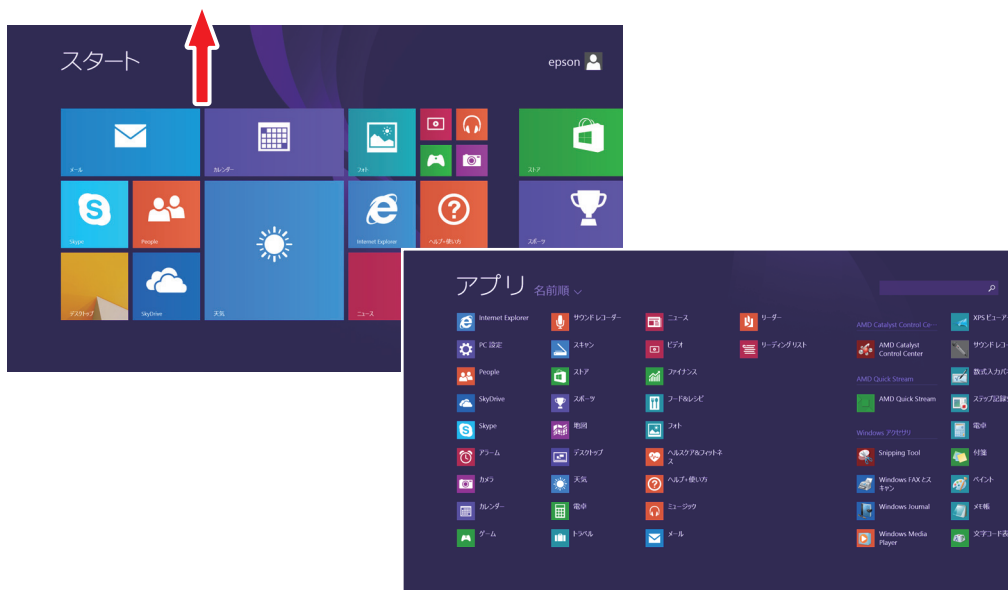 スタート
epson
メール
カレンダー
フォト
ストア
Skype
People
Internet Explorer
ヘルプ+使い方
スポーツ
デスクトップ
SkyDrive
天気
ニュース
アプリ 名前順
Internet Explorer
PC 設定
People
SkyDrive
Skype
アラーム
カメラ
カレンダー
ゲーム
サウンド レコーダー
スキャン
ストア
スポーツ
地図
デスクトップ
天気
電卓
トラベル
ニュース
ビデオ
ファイナンス
フード&レシピ
フォト
ヘルスケア&フィットネ
ス
ヘルプ+使い方
ミュージック
メール
リーダー
リーディング リスト
AMD Catalyst Control Ce…
AMD Catalyst
Control Center
AMD Quick Stream
AMD Quick Stream
Windows アクセサリ
Snipping Tool
Windows FAX とス
キャン
Windows Journal
Windows Media
Player
XPS ビューア
サウンド レコー
数式入力パ
ステップ記録
電卓
付箋
ペイント
メモ帳
文字コード表